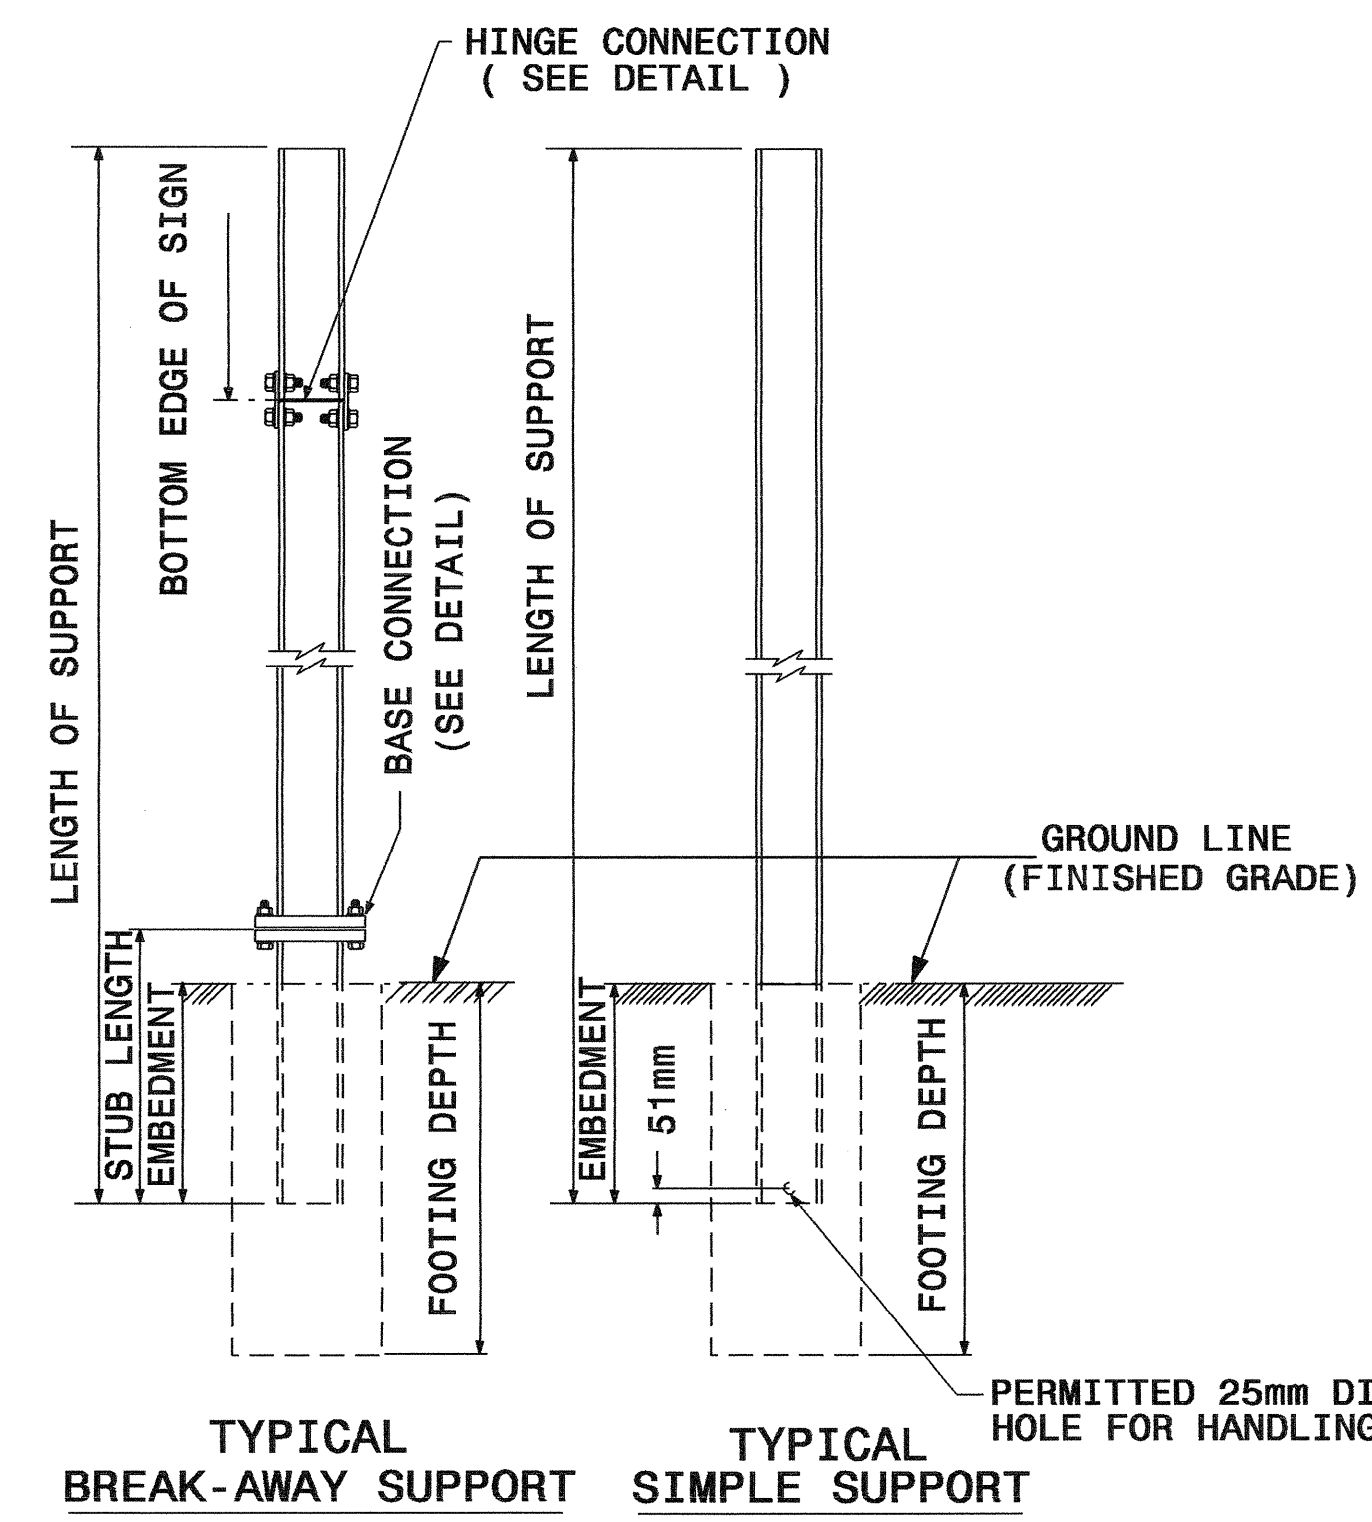 HINGE CONNECTION
( SEE DETAIL )
BOTTOM EDGE OF SIGN
LENGTH OF SUPPORT
BASE CONNECTION
(SEE DETAIL)
LENGTH OF SUPPORT
GROUND LINE
(FINISHED GRADE)
STUB LENGTH
EMBEDMENT
FOOTING DEPTH
EMBEDMENT
51mm
FOOTING DEPTH
PERMITTED 25mm DI
HOLE FOR HANDLING
TYPICAL
BREAK-AWAY SUPPORT
TYPICAL
SIMPLE SUPPORT